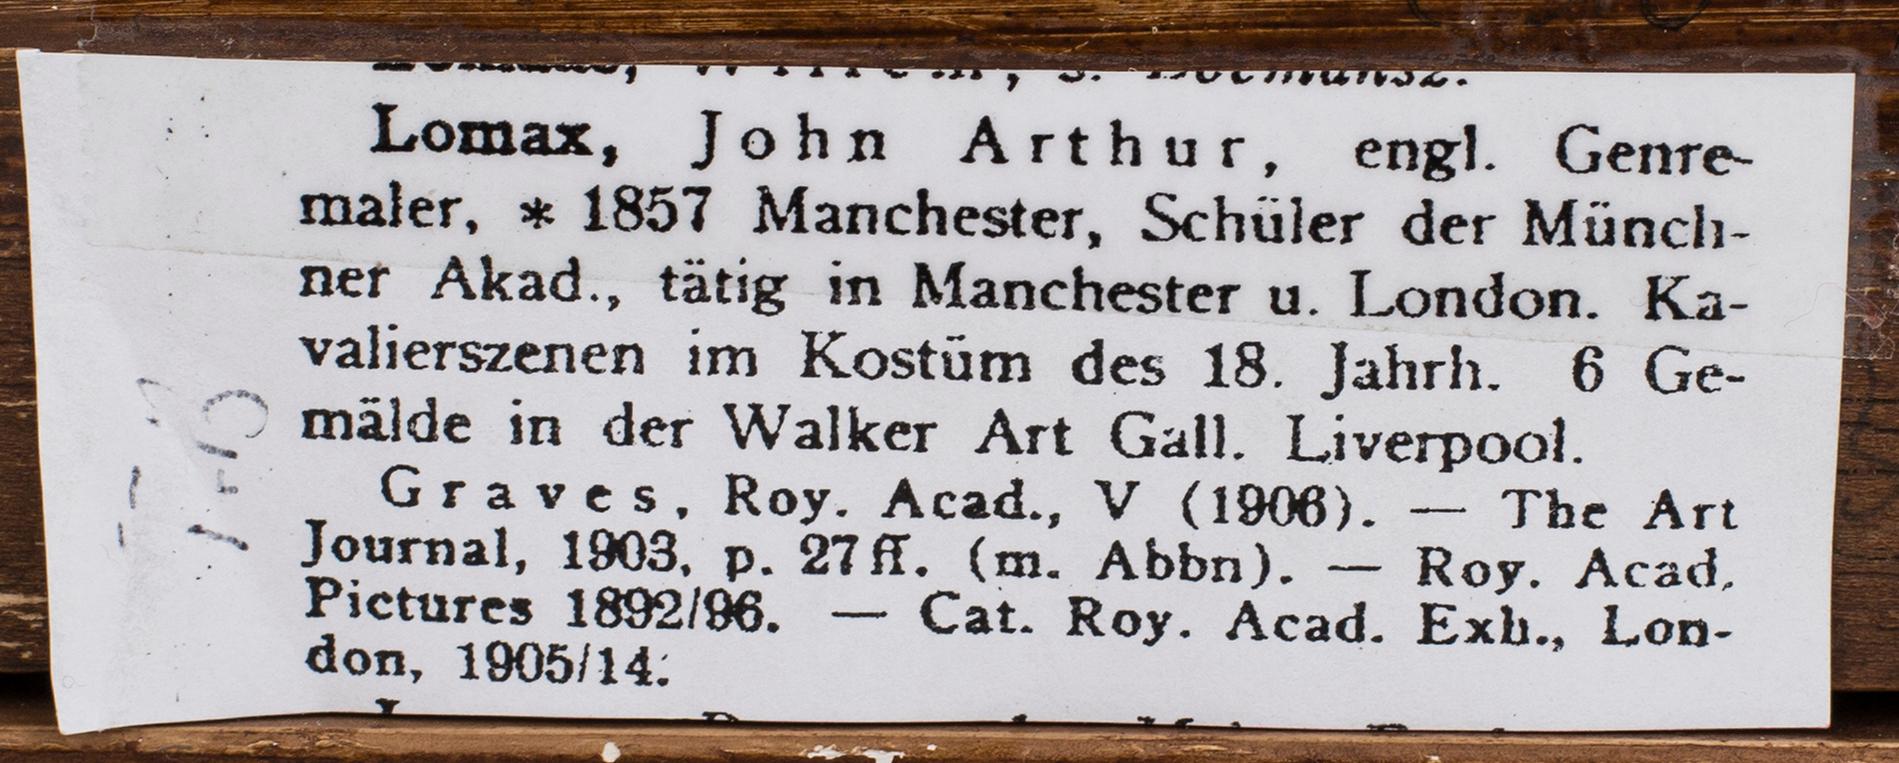 Lomax, John Arthur, engl. Genre-
maler, * 1857 Manchester, Schüler der Münch-
ner Akad., tätig in Manchester u. London. Ka-
valierszenen im Kostüm des 18. Jahrh. 6 Ge-
mälde in der Walker Art Gall. Liverpool.
Graves, Roy. Acad., V (1906). — The Art
Journal, 1903, p. 27 ff. (m. Abbn). — Roy. Acad.
Pictures 1892/96. — Cat. Roy. Acad. Exh., Lon-
don, 1905/14.